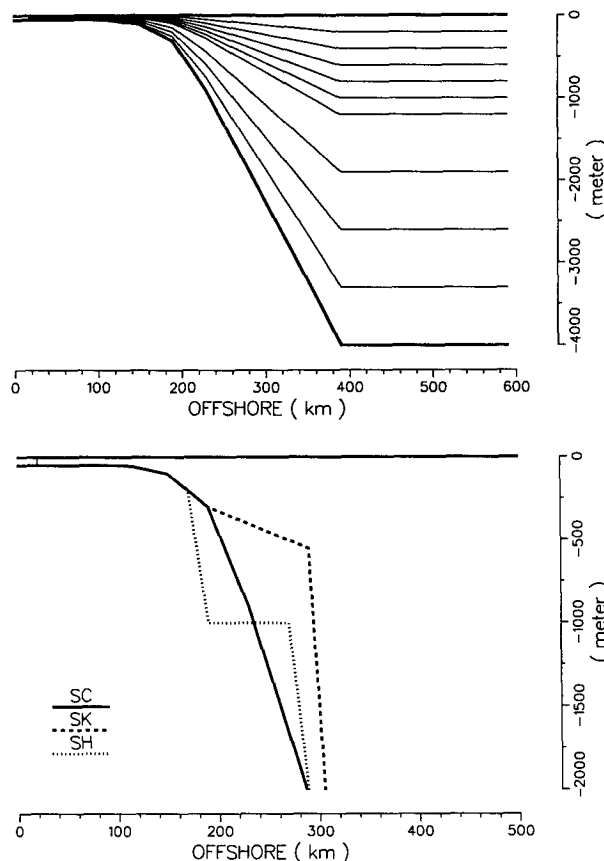 0
-1000
-2000
-3000
-4000
( meter )
0 100 200 300 400 500 600
OFFSHORE ( km )
0
-500
-1000
-1500
-2000
( meter )
SC
SK
SH
0 100 200 300 400 500
OFFSHORE ( km )